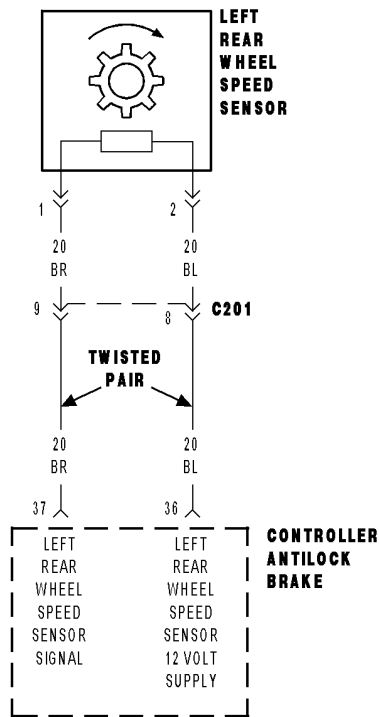 LEFT
REAR
WHEEL
SPEED
SENSOR
1
2
20
20
BR
BL
9
8
C201
TWISTED
PAIR
20
20
BR
BL
37
36
LEFT
REAR
WHEEL
SPEED
SENSOR
SIGNAL
LEFT
REAR
WHEEL
SPEED
SENSOR
12 VOLT
SUPPLY
CONTROLLER
ANTILOCK
BRAKE